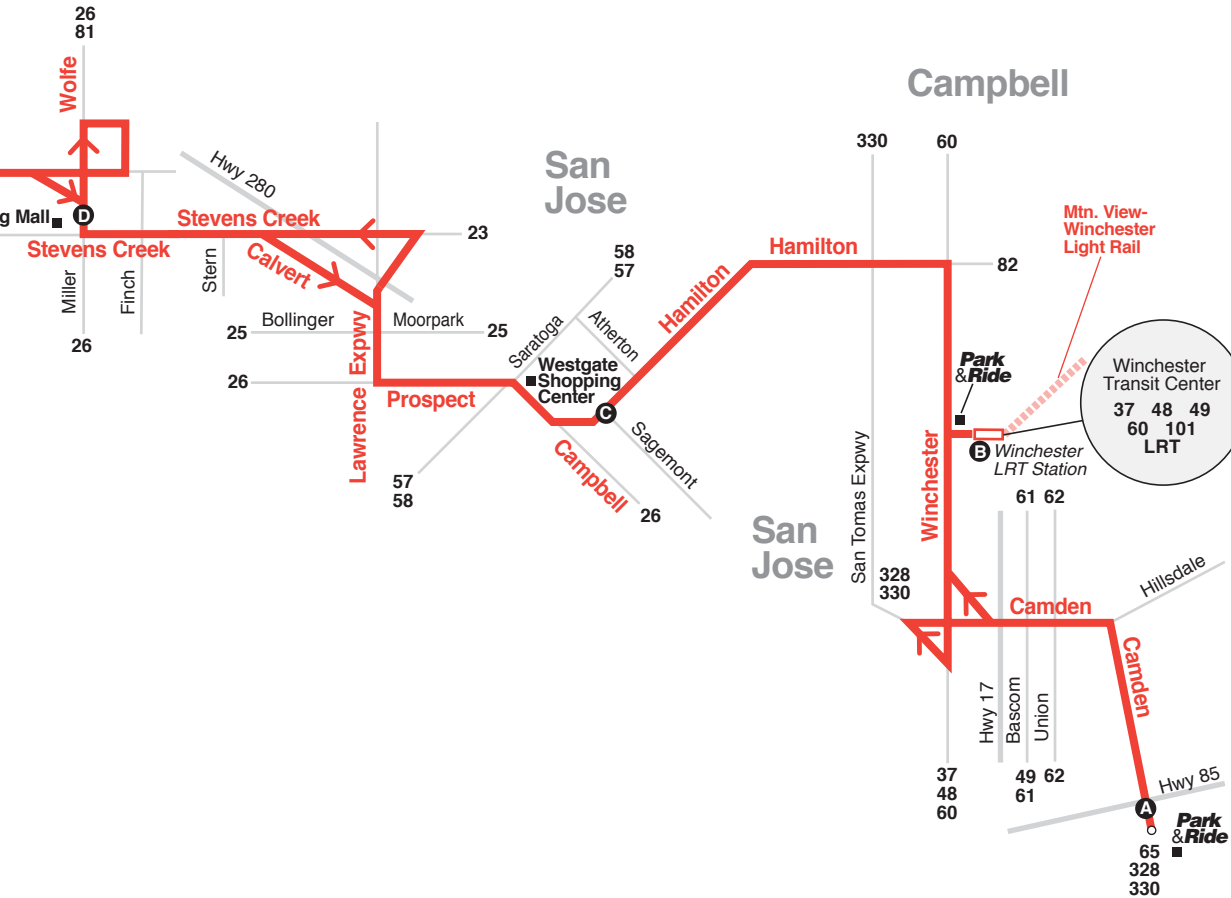 26
81
Wolfe
Campbell
330
60
San
Jose
Hwy 280
Mtn. View-
Winchester
Light Rail
g Mall
D
Stevens Creek
Stevens Creek
23
Hamilton
82
58
57
Calvert
Miller
Finch
Stern
Hamilton
25
Bollinger
Moorpark
25
26
Saratoga
Atherton
Park
&Ride
Winchester
Transit Center
37 48 49
60 101
LRT
26
Lawrence Expwy
Prospect
Westgate
Shopping
Center
C
Sagemont
Campbell
26
57
58
San Tomas Expwy
Winchester
B
Winchester
LRT Station
61 62
San
Jose
328
330
Camden
Hillsdale
Camden
Hwy 17
Bascom
Union
37
48
60
49 62
61
Hwy 85
A
Park
&Ride
65
328
330